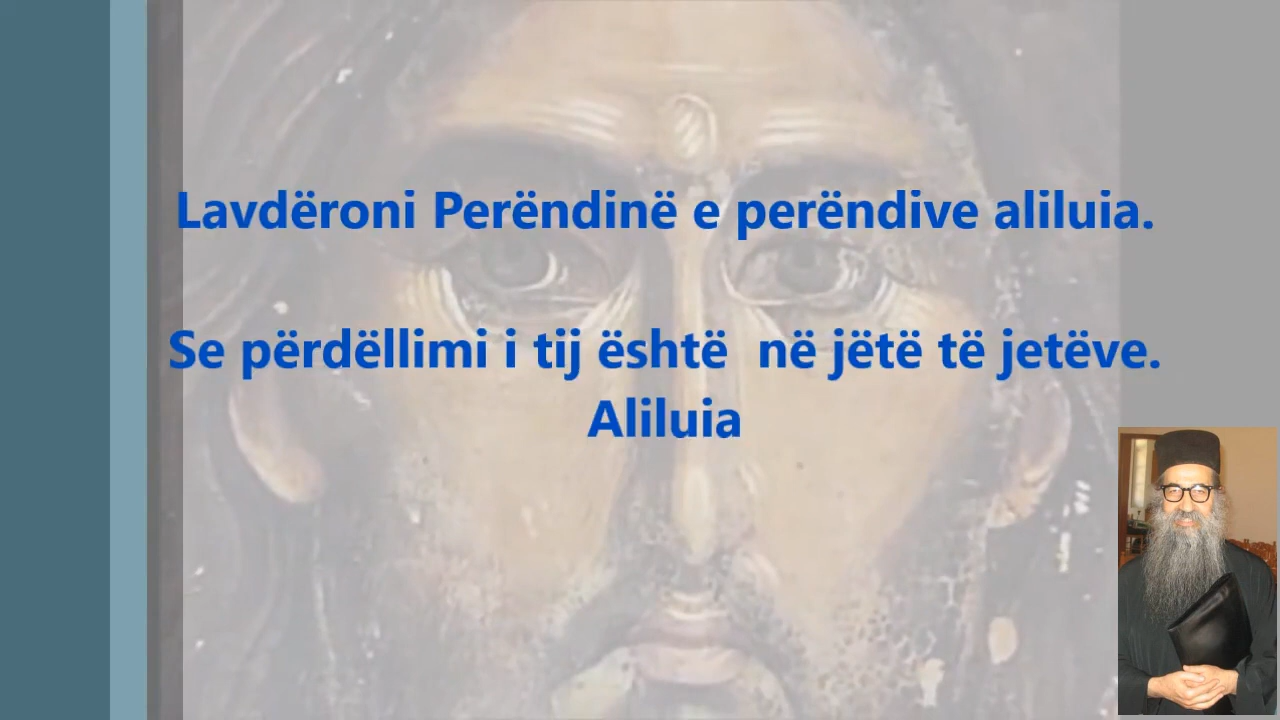 Lavdëroni Perëndinë e perëndive aliluia.
Se përdëllimi i tij është  në jëtë të jetëve.
Aliluia